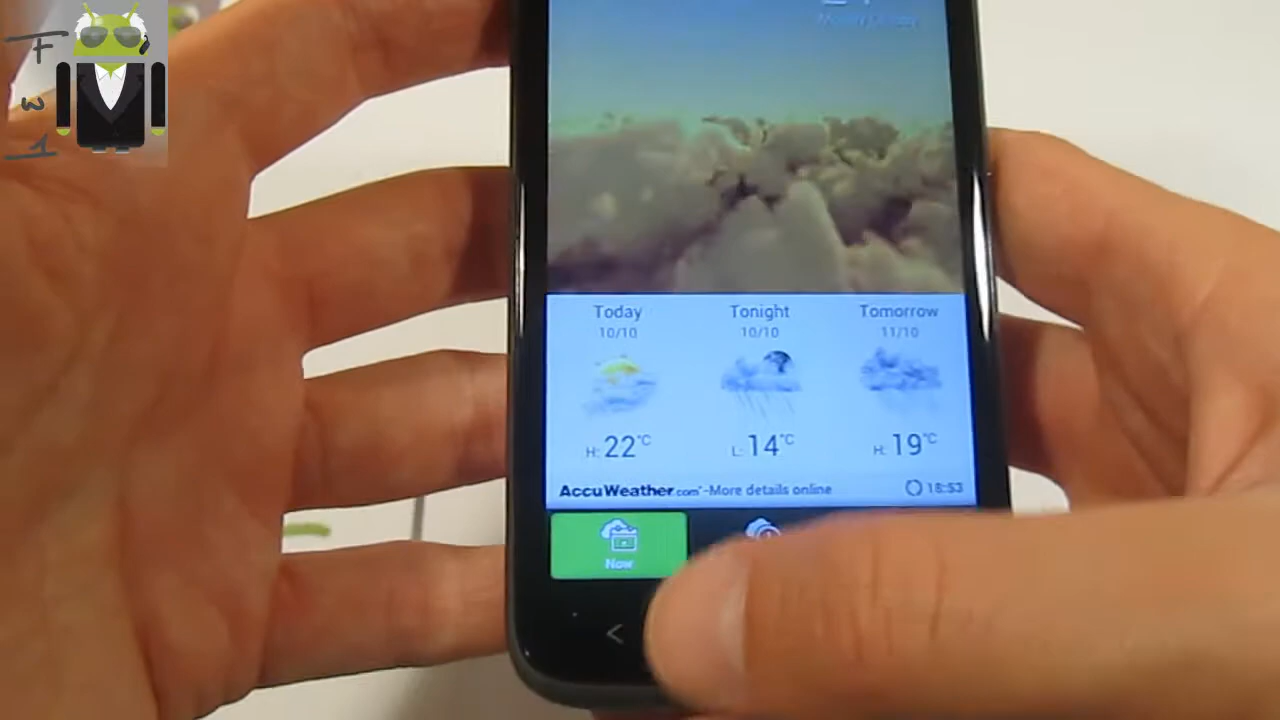 F
w
1
Today
Tonight
Tomorrow
10/10
10/10
11/10
H: 22°C
L: 14°C
H: 19°C
AccuWeather.com® - More details online
18:53
Now